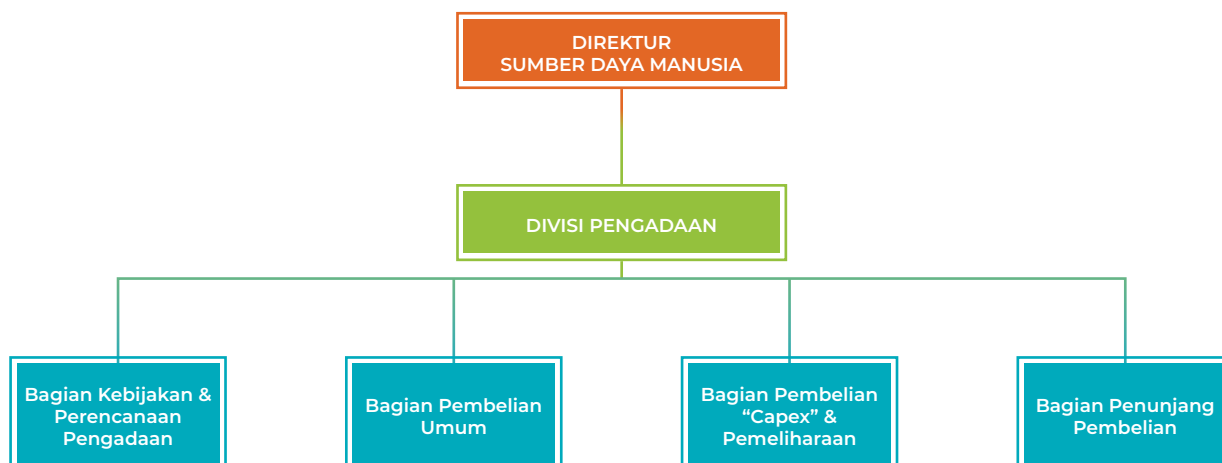 DIREKTUR
SUMBER DAYA MANUSIA
DIVISI PENGADAAN
Bagian Kebijakan &
Perencanaan
Pengadaan
Bagian Pembelian
Umum
Bagian Pembelian
“Capex” &
Pemeliharaan
Bagian Penunjang
Pembelian